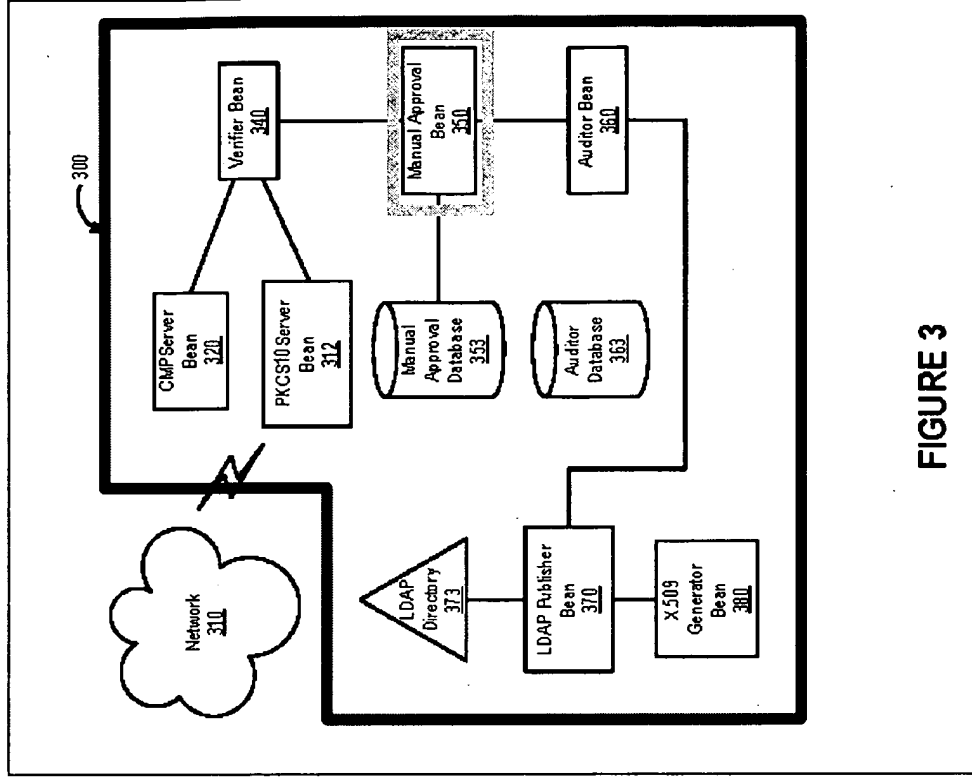 300
Network
310
CMPServer
Bean
320
PKCS10 Server
Bean
312
Verifier Bean
340
LDAP
Directory
373
Manual
Approval
Database
353
Manual Approval
Bean
350
LDAP Publisher
Bean
370
Auditor
Database
363
Auditor Bean
360
X.509
Generator
Bean
380
FIGURE 3